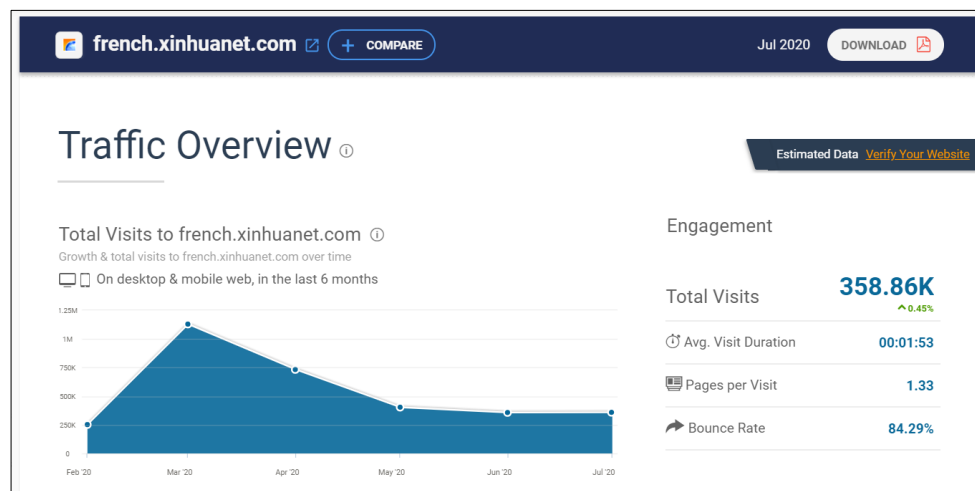 french.xinhuanet.com + COMPARE Jul 2020 DOWNLOAD
Traffic Overview
Estimated Data Verify Your Website
Total Visits to french.xinhuanet.com
Growth & total visits to french.xinhuanet.com over time
On desktop & mobile web, in the last 6 months
1.25M
1M
750K
500K
250K
0
Feb '20 Mar '20 Apr '20 May '20 Jun '20 Jul '20
Engagement
Total Visits 358.86K
0.45%
Avg. Visit Duration 00:01:53
Pages per Visit 1.33
Bounce Rate 84.29%